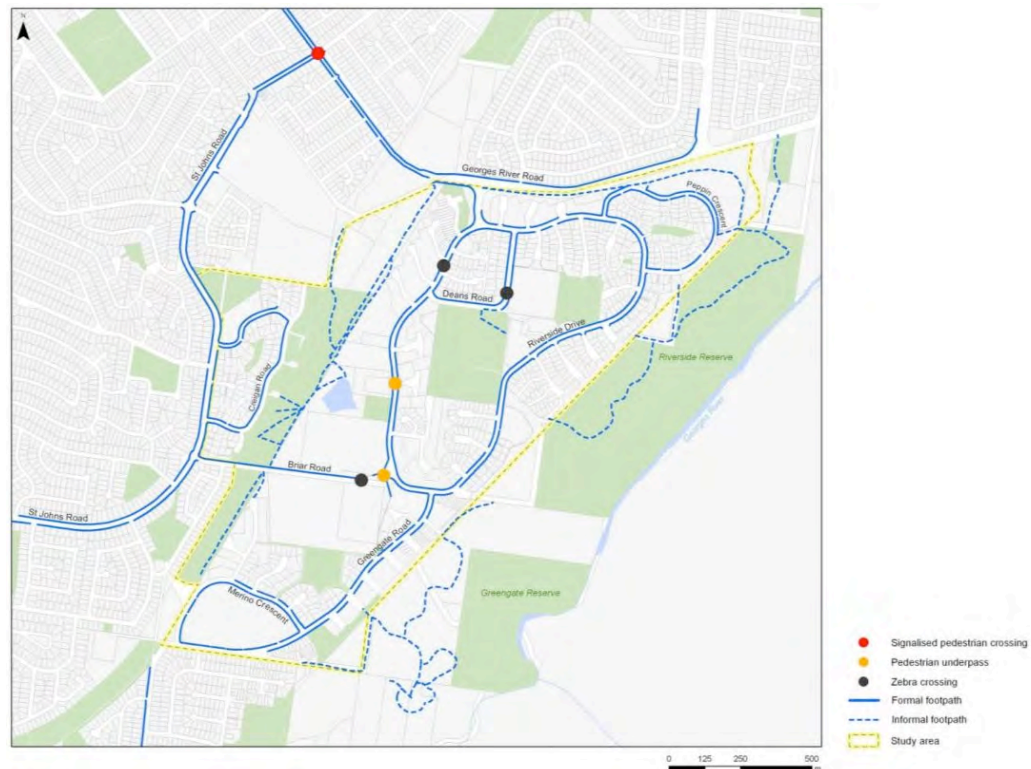 N
St Johns Road
Georges River Road
Peppin Crescent
Deans Road
Riverside Drive
Riverside Reserve
Georges River
Creigan Road
Briar Road
St Johns Road
Greengate Road
Merino Crescent
Greengate Reserve
Signalised pedestrian crossing
Pedestrian underpass
Zebra crossing
Formal footpath
Informal footpath
Study area
0 125 250 500
m